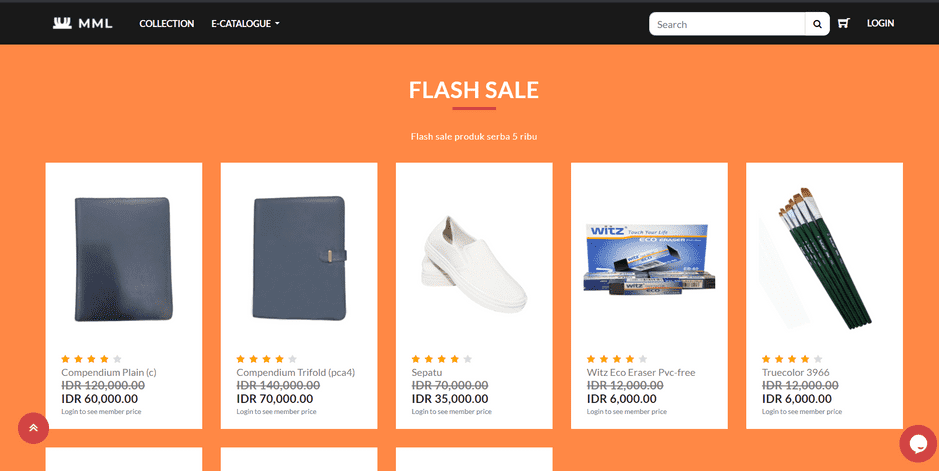 MML COLLECTION E-CATALOGUE Search LOGIN
FLASH SALE
Flash sale produk serba 5 ribu
witz Touch Your Life
ECO ERASER
witz
ECO
Compendium Plain (c)
IDR 120,000.00
IDR 60,000.00
Login to see member price
Compendium Trifold (pca4)
IDR 140,000.00
IDR 70,000.00
Login to see member price
Sepatu
IDR 70,000.00
IDR 35,000.00
Login to see member price
Witz Eco Eraser Pvc-free
IDR 12,000.00
IDR 6,000.00
Login to see member price
Truecolor 3966
IDR 12,000.00
IDR 6,000.00
Login to see member price